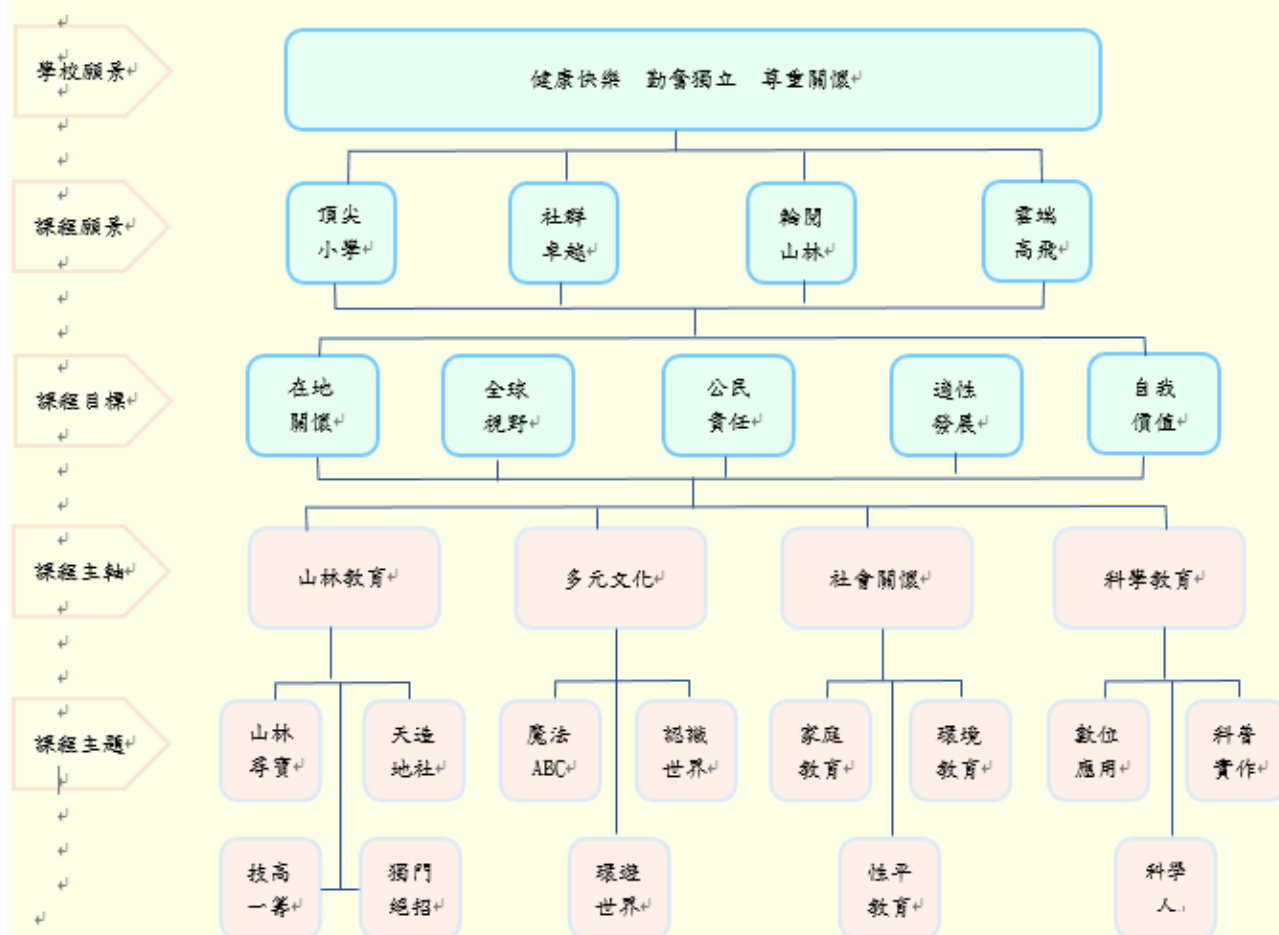 學校願景
健康快樂 勤奮獨立 尊重關懷
課程願景
頂尖
小學
社群
卓越
輪閱
山林
雲端
高飛
課程目標
在地
關懷
全球
視野
公民
責任
適性
發展
自我
價值
課程主軸
山林教育
多元文化
社會關懷
科學教育
課程主題
山林
尋寶
天造
地社
魔法
ABC
認識
世界
家庭
教育
環境
教育
數位
應用
科普
實作
技高
一籌
獨門
絕招
環遊
世界
性平
教育
科學
人